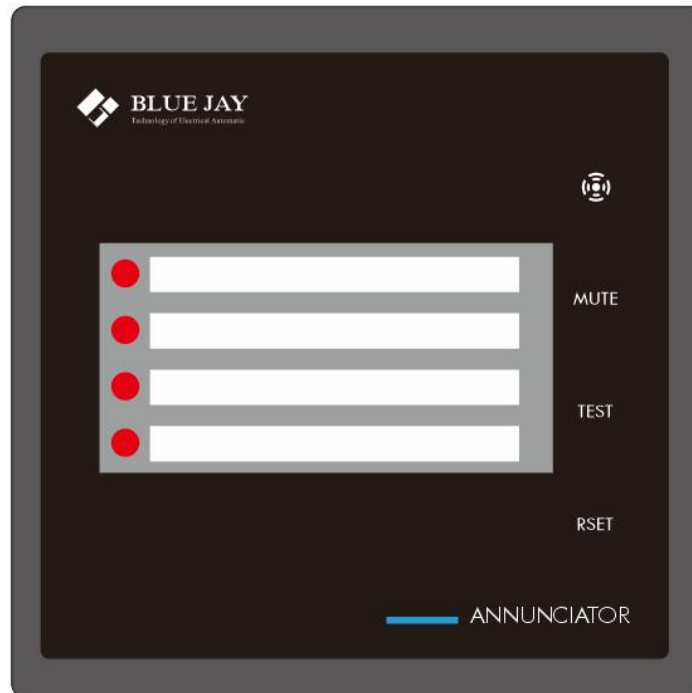 BLUE JAY
Technology of Electrical Automatic
MUTE
TEST
RSET
ANNUNCIATOR